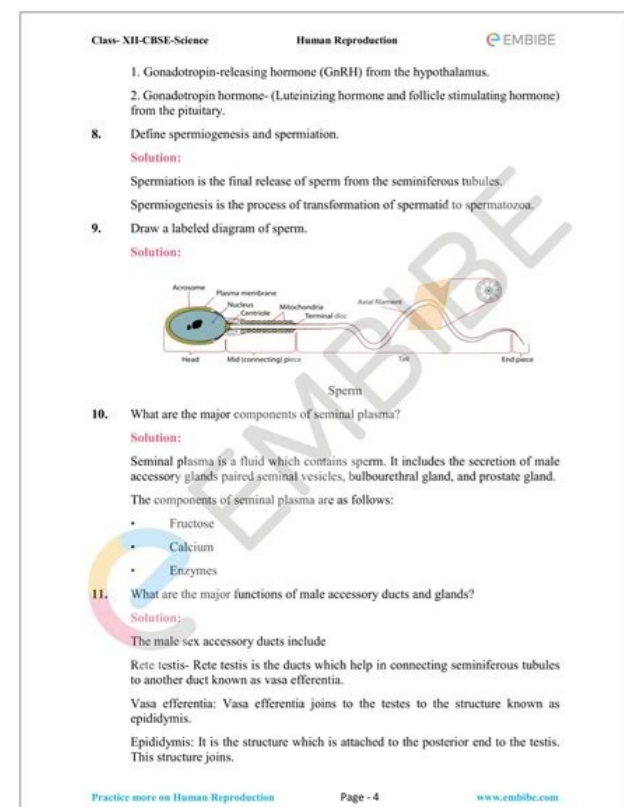 Class- XII-CBSE-Science Human Reproduction EMBIBE
1. Gonadotropin-releasing hormone (GnRH) from the hypothalamus.
2. Gonadotropin hormone- (Luteinizing hormone and follicle stimulating hormone)
from the pituitary.
8. Define spermiogenesis and spermiation.
Solution:
Spermiation is the final release of sperm from the seminiferous tubules.
Spermiogenesis is the process of transformation of spermatid to spermatozoa.
9. Draw a labeled diagram of sperm.
Solution:
Acrosome
Plasma membrane
Nucleus
Centriole
Mitochondria
Terminal disc
Axial filament
Head Mid (connecting) piece Tail End piece
Sperm
10. What are the major components of seminal plasma?
Solution:
Seminal plasma is a fluid which contains sperm. It includes the secretion of male
accessory glands paired seminal vesicles, bulbourethral gland, and prostate gland.
The components of seminal plasma are as follows:
• Fructose
• Calcium
• Enzymes
11. What are the major functions of male accessory ducts and glands?
Solution:
The male sex accessory ducts include
Rete testis- Rete testis is the ducts which help in connecting seminiferous tubules
to another duct known as vasa efferentia.
Vasa efferentia: Vasa efferentia joins to the testes to the structure known as
epididymis.
Epididymis: It is the structure which is attached to the posterior end to the testis.
This structure joins.
Practice more on Human Reproduction Page - 4 www.embibe.com
EMBIBE